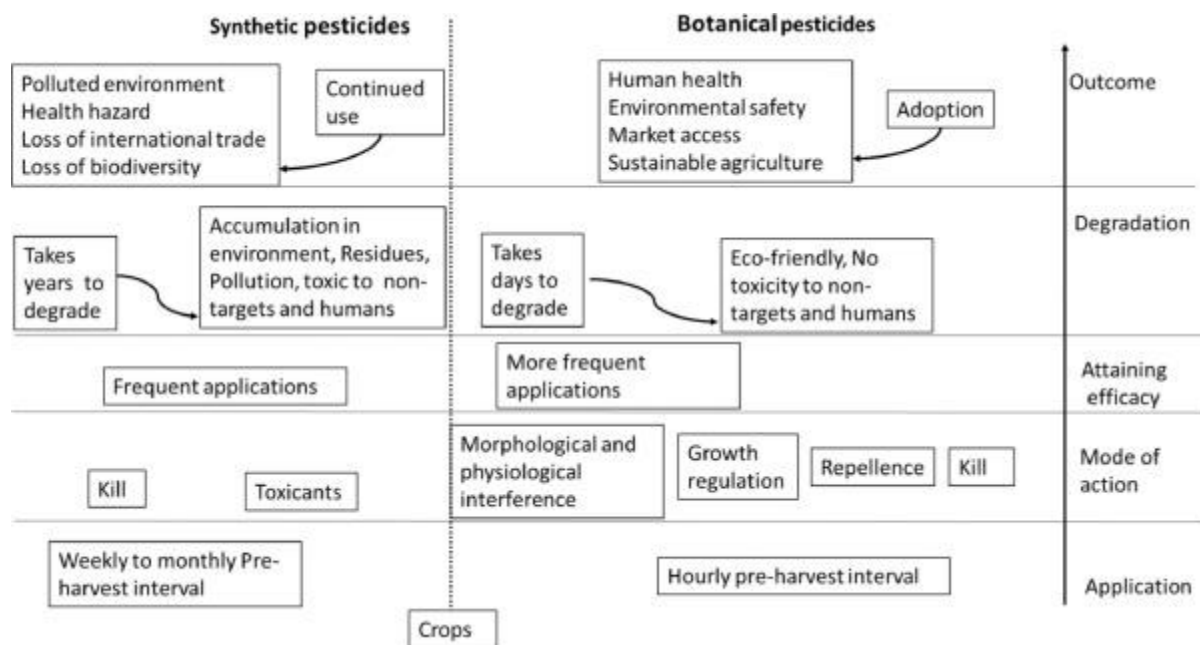 Synthetic pesticides
Botanical pesticides
Polluted environment
Health hazard
Loss of international trade
Loss of biodiversity
Continued
use
Human health
Environmental safety
Market access
Sustainable agriculture
Adoption
Outcome
Takes
years to
degrade
Accumulation in
environment, Residues,
Pollution, toxic to non-
targets and humans
Takes
days to
degrade
Eco-friendly, No
toxicity to non-
targets and humans
Degradation
Frequent applications
More frequent
applications
Attaining
efficacy
Kill
Toxicants
Morphological and
physiological
interference
Growth
regulation
Repellence
Kill
Mode of
action
Weekly to monthly Pre-
harvest interval
Hourly pre-harvest interval
Application
Crops